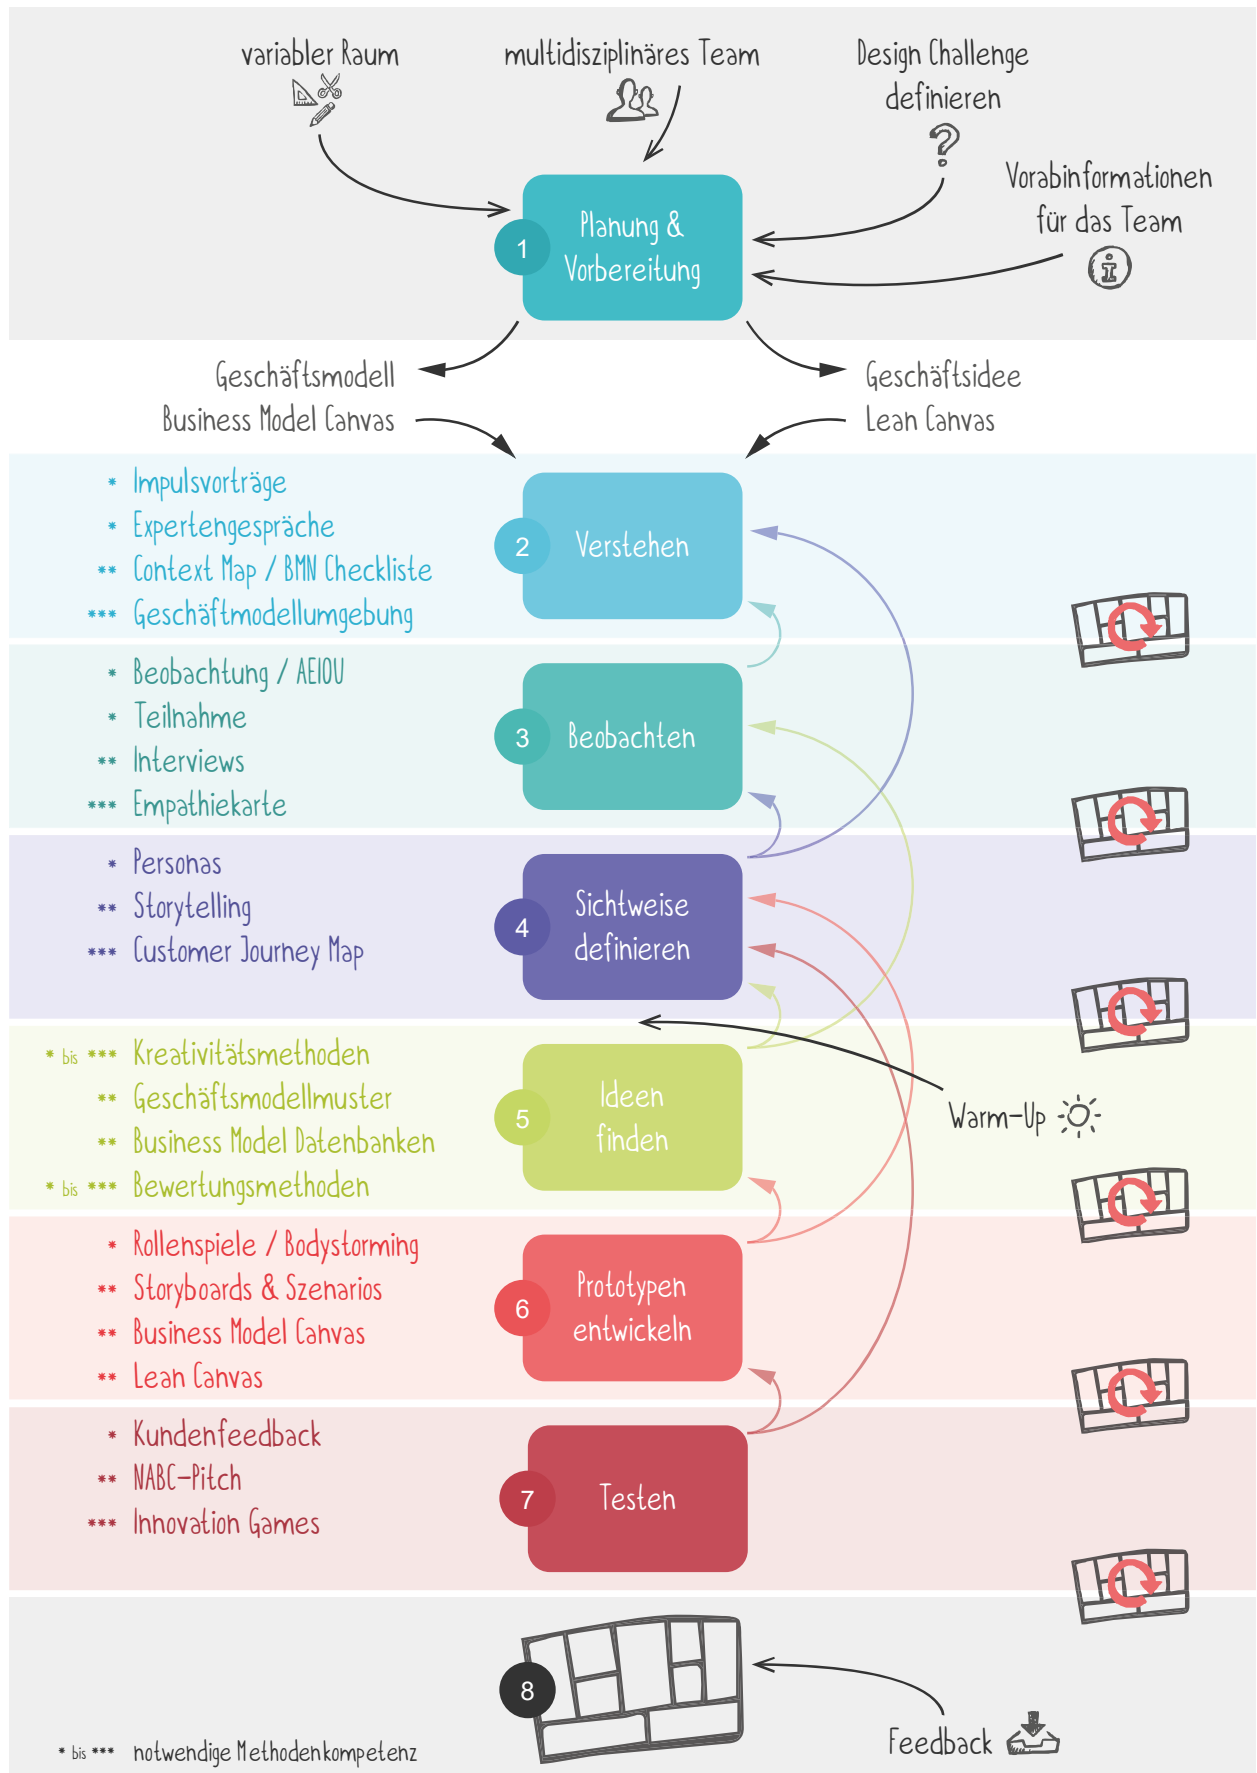 variabler Raum
multidisziplinäres Team
Design Challenge
definieren
Vorabinformationen
für das Team
1
Planung &
Vorbereitung
Geschäftsmodell
Business Model Canvas
Geschäftsidee
Lean Canvas
* Impulsvorträge
* Expertengespräche
** Context Map / BMN Checkliste
*** Geschäftmodellumgebung
2
Verstehen
* Beobachtung / AEIOU
* Teilnahme
** Interviews
*** Empathiekarte
3
Beobachten
* Personas
** Storytelling
*** Customer Journey Map
4
Sichtweise
definieren
* bis *** Kreativitätsmethoden
** Geschäftsmodellmuster
** Business Model Datenbanken
* bis *** Bewertungsmethoden
5
Ideen
finden
Warm-Up
* Rollenspiele / Bodystorming
** Storyboards & Szenarios
** Business Model Canvas
** Lean Canvas
6
Prototypen
entwickeln
* Kundenfeedback
** NABC-Pitch
*** Innovation Games
7
Testen
8
Feedback
* bis *** notwendige Methodenkompetenz